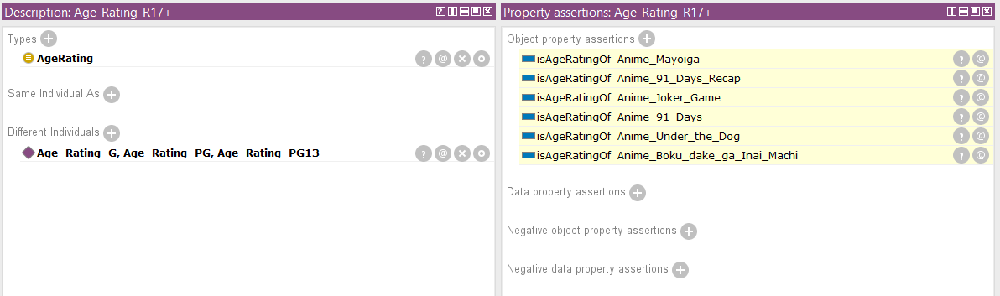 Description: Age_Rating_R17+
Types
AgeRating
Same Individual As
Different Individuals
Age_Rating_G, Age_Rating_PG, Age_Rating_PG13
Property assertions: Age_Rating_R17+
Object property assertions
isAgeRatingOf Anime_Mayoiga
isAgeRatingOf Anime_91_Days_Recap
isAgeRatingOf Anime_Joker_Game
isAgeRatingOf Anime_91_Days
isAgeRatingOf Anime_Under_the_Dog
isAgeRatingOf Anime_Boku_dake_ga_Inai_Machi
Data property assertions
Negative object property assertions
Negative data property assertions